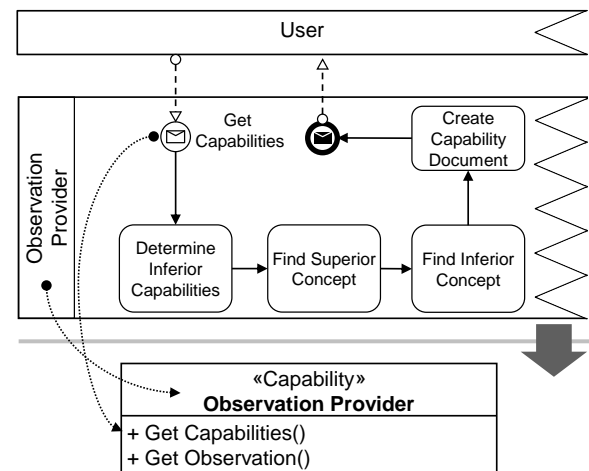 User
Observation
Provider
Get
Capabilities
Create
Capability
Document
Determine
Inferior
Capabilities
Find Superior
Concept
Find Inferior
Concept
«Capability»
Observation Provider
+ Get Capabilities()
+ Get Observation()